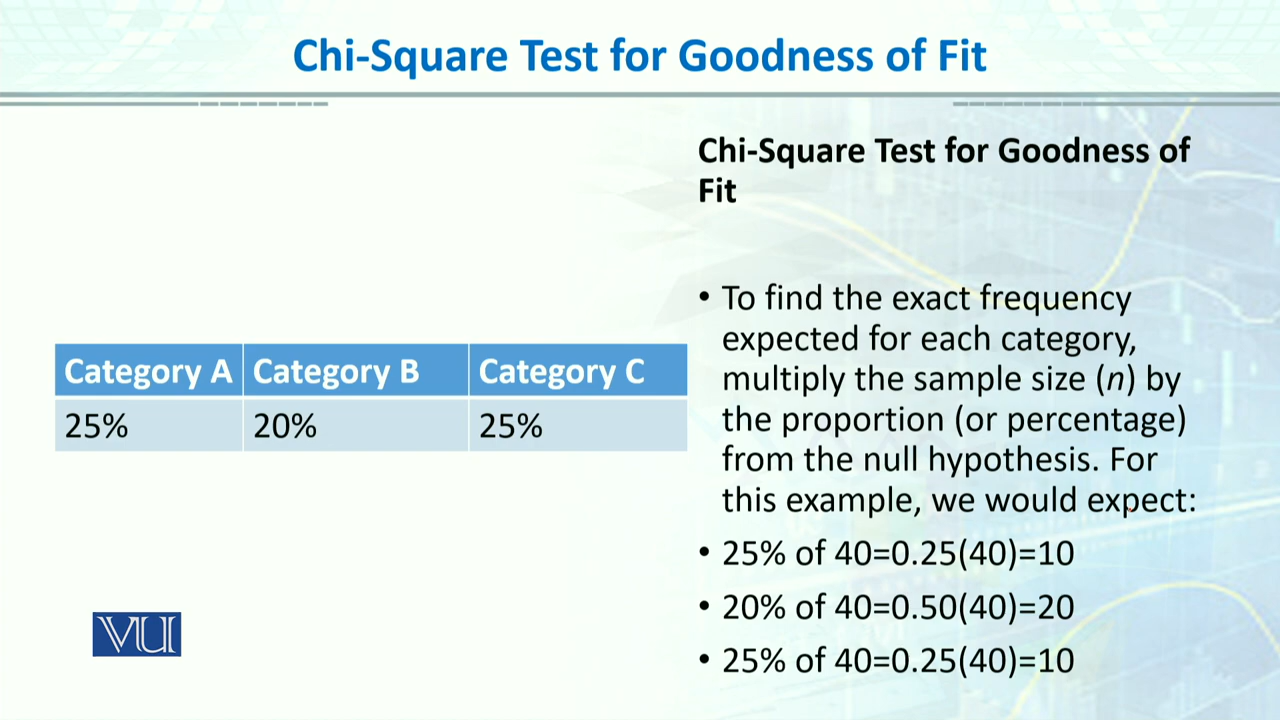 Chi-Square Test for Goodness of Fit
Category A Category B Category C
25% 20% 25%
Chi-Square Test for Goodness of
Fit
• To find the exact frequency
expected for each category,
multiply the sample size (n) by
the proportion (or percentage)
from the null hypothesis. For
this example, we would expect:
• 25% of 40=0.25(40)=10
• 20% of 40=0.50(40)=20
• 25% of 40=0.25(40)=10
VU